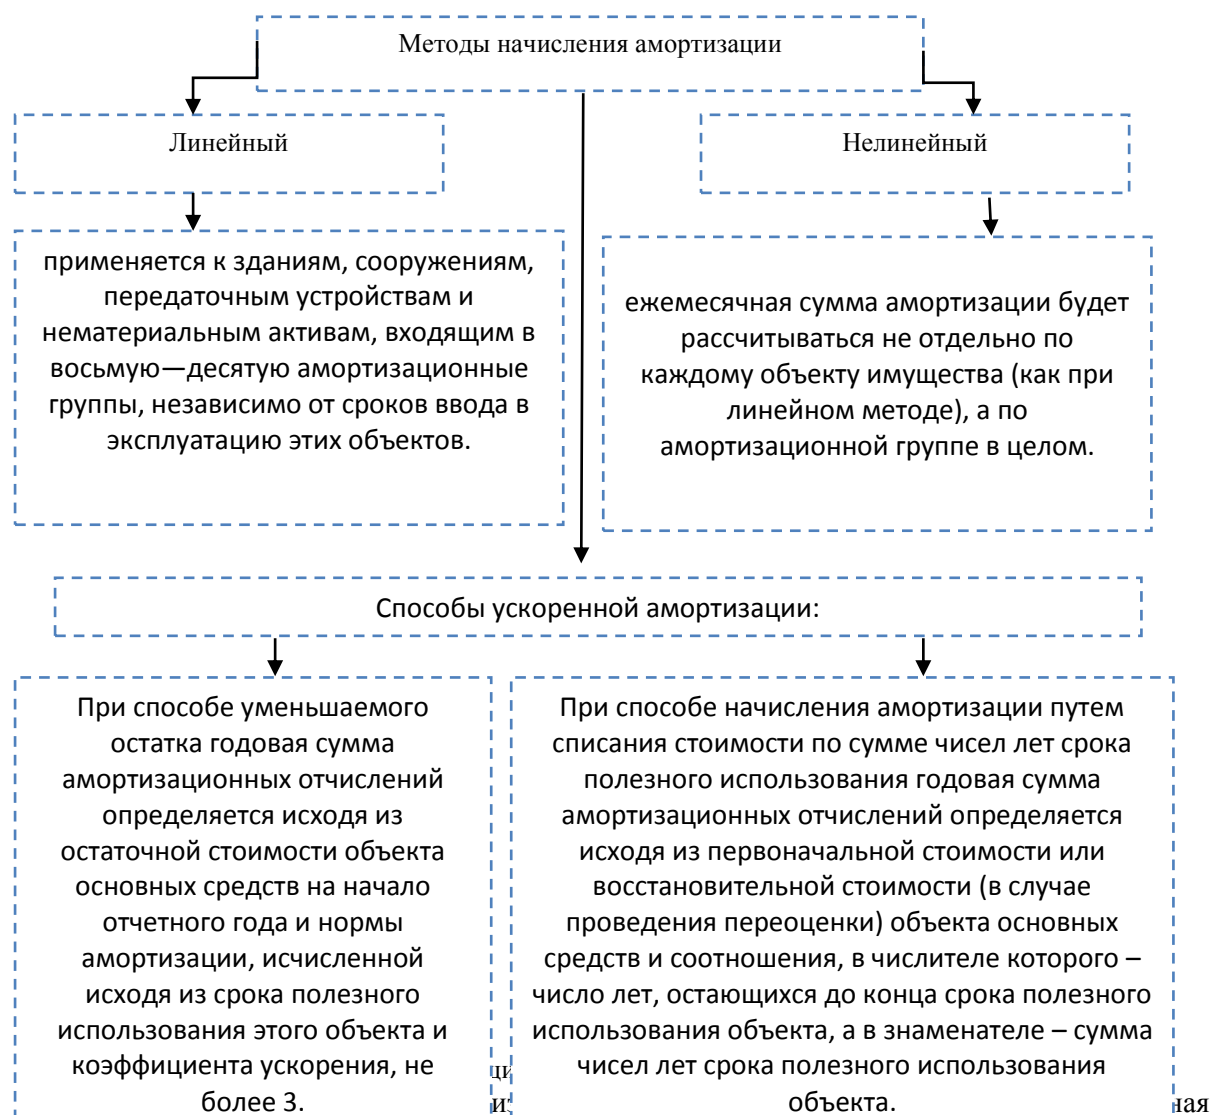 Методы начисления амортизации
Линейный
Нелинейный
применяется к зданиям, сооружениям,
передаточным устройствам и
нематериальным активам, входящим в
восьмую—десятую амортизационные
группы, независимо от сроков ввода в
эксплуатацию этих объектов.
ежемесячная сумма амортизации будет
рассчитываться не отдельно по
каждому объекту имущества (как при
линейном методе), а по
амортизационной группе в целом.
Способы ускоренной амортизации:
При способе уменьшаемого
остатка годовая сумма
амортизационных отчислений
определяется исходя из
остаточной стоимости объекта
основных средств на начало
отчетного года и нормы
амортизации, исчисленной
исходя из срока полезного
использования этого объекта и
коэффициента ускорения, не
более 3.
При способе начисления амортизации путем
списания стоимости по сумме чисел лет срока
полезного использования годовая сумма
амортизационных отчислений определяется
исходя из первоначальной стоимости или
восстановительной стоимости (в случае
проведения переоценки) объекта основных
средств и соотношения, в числителе которого –
число лет, остающихся до конца срока полезного
использования объекта, а в знаменателе – сумма
чисел лет срока полезного использования
объекта.